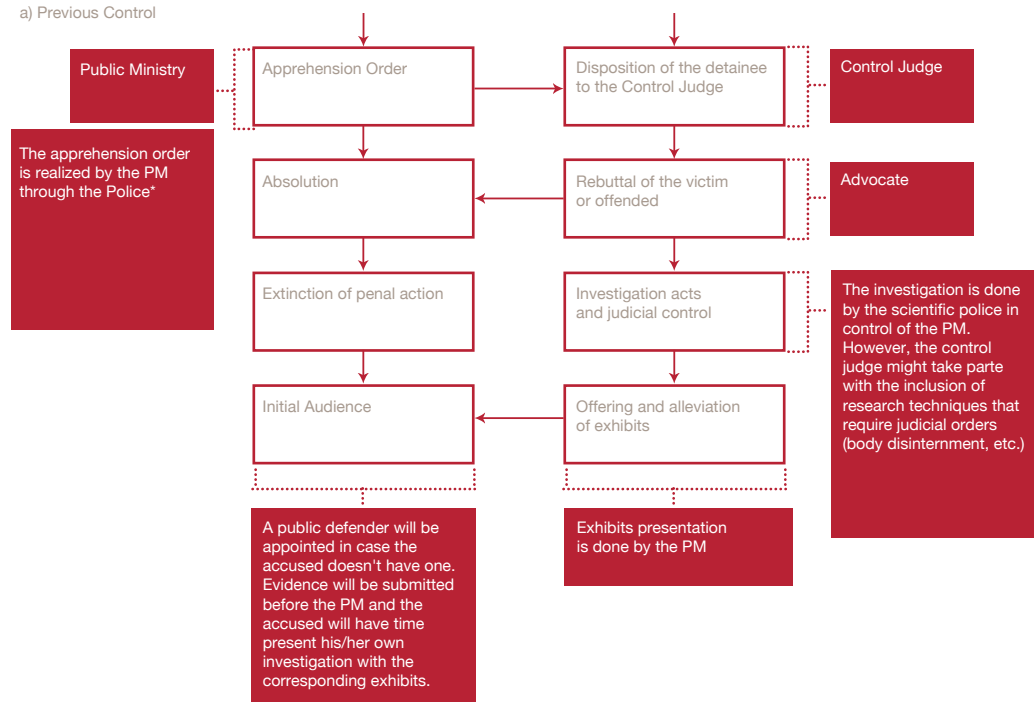 a) Previous Control
Public Ministry
Apprehension Order
Disposition of the detainee
to the Control Judge
Control Judge
The apprehension order
is realized by the PM
through the Police*
Absolution
Rebuttal of the victim
or offended
Advocate
Extinction of penal action
Investigation acts
and judicial control
The investigation is done
by the scientific police in
control of the PM.
However, the control
judge might take parte
with the inclusion of
research techniques that
require judicial orders
(body disinternment, etc.)
Initial Audience
Offering and alleviation
of exhibits
A public defender will be
appointed in case the
accused doesn't have one.
Evidence will be submitted
before the PM and the
accused will have time
present his/her own
investigation with the
corresponding exhibits.
Exhibits presentation
is done by the PM